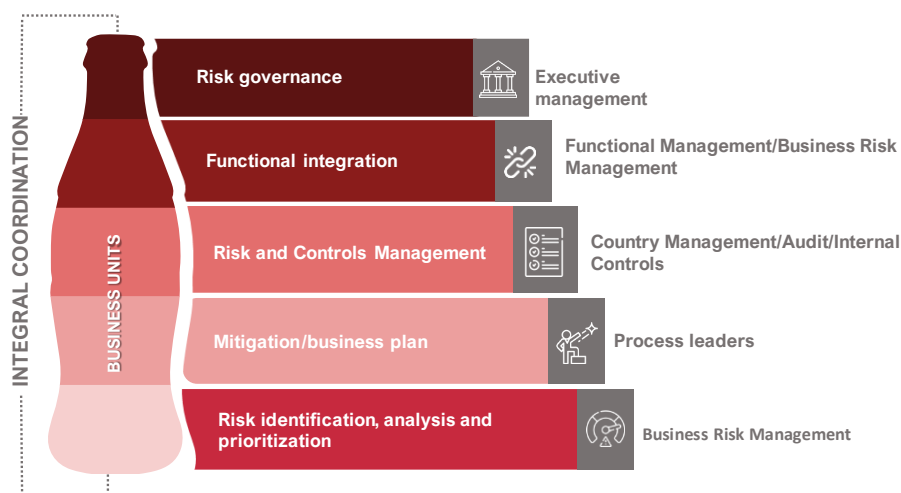 INTEGRAL COORDINATION
BUSINESS UNITS
Risk governance
Executive
management
Functional integration
Functional Management/Business Risk
Management
Risk and Controls Management
Country Management/Audit/Internal
Controls
Mitigation/business plan
Process leaders
Risk identification, analysis and
prioritization
Business Risk Management